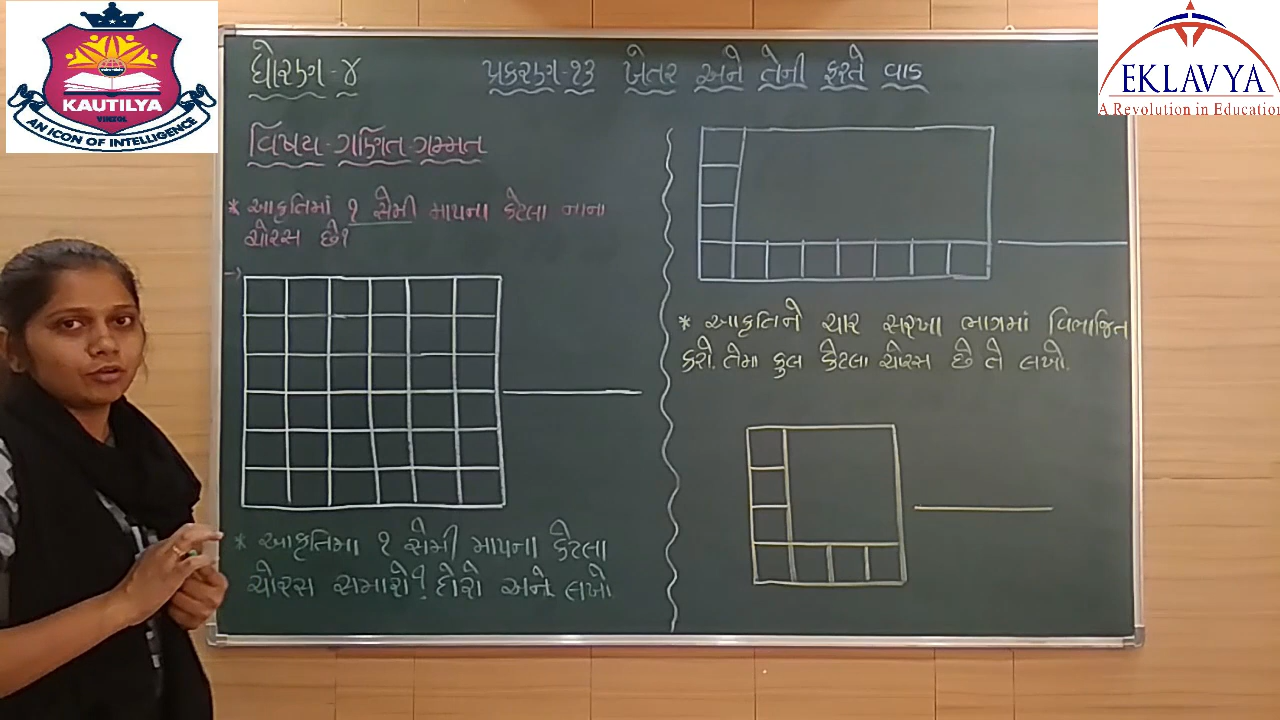 KAUTILYA
VINZOL
AN ICON OF INTELLIGENCE
EKLAVYA
A Revolution in Education
ધોરણ-૪
પ્રકરણ-૧૩ ખેતર અને તેની ફરતે વાડ
વિષય-ગણિત-ગમ્મત
* આકૃતિમાં ૧ સેમી માપના કેટલા નાના
ચોરસ છે?
* આકૃતિમા ૧ સેમી માપના કેટલા
ચોરસ સમાશે? દોરો અને લખો
* આકૃતિને ચાર સરખા ભાગમાં વિભાજિત
કરો. તેમા કુલ કેટલા ચોરસ છે તે લખો.